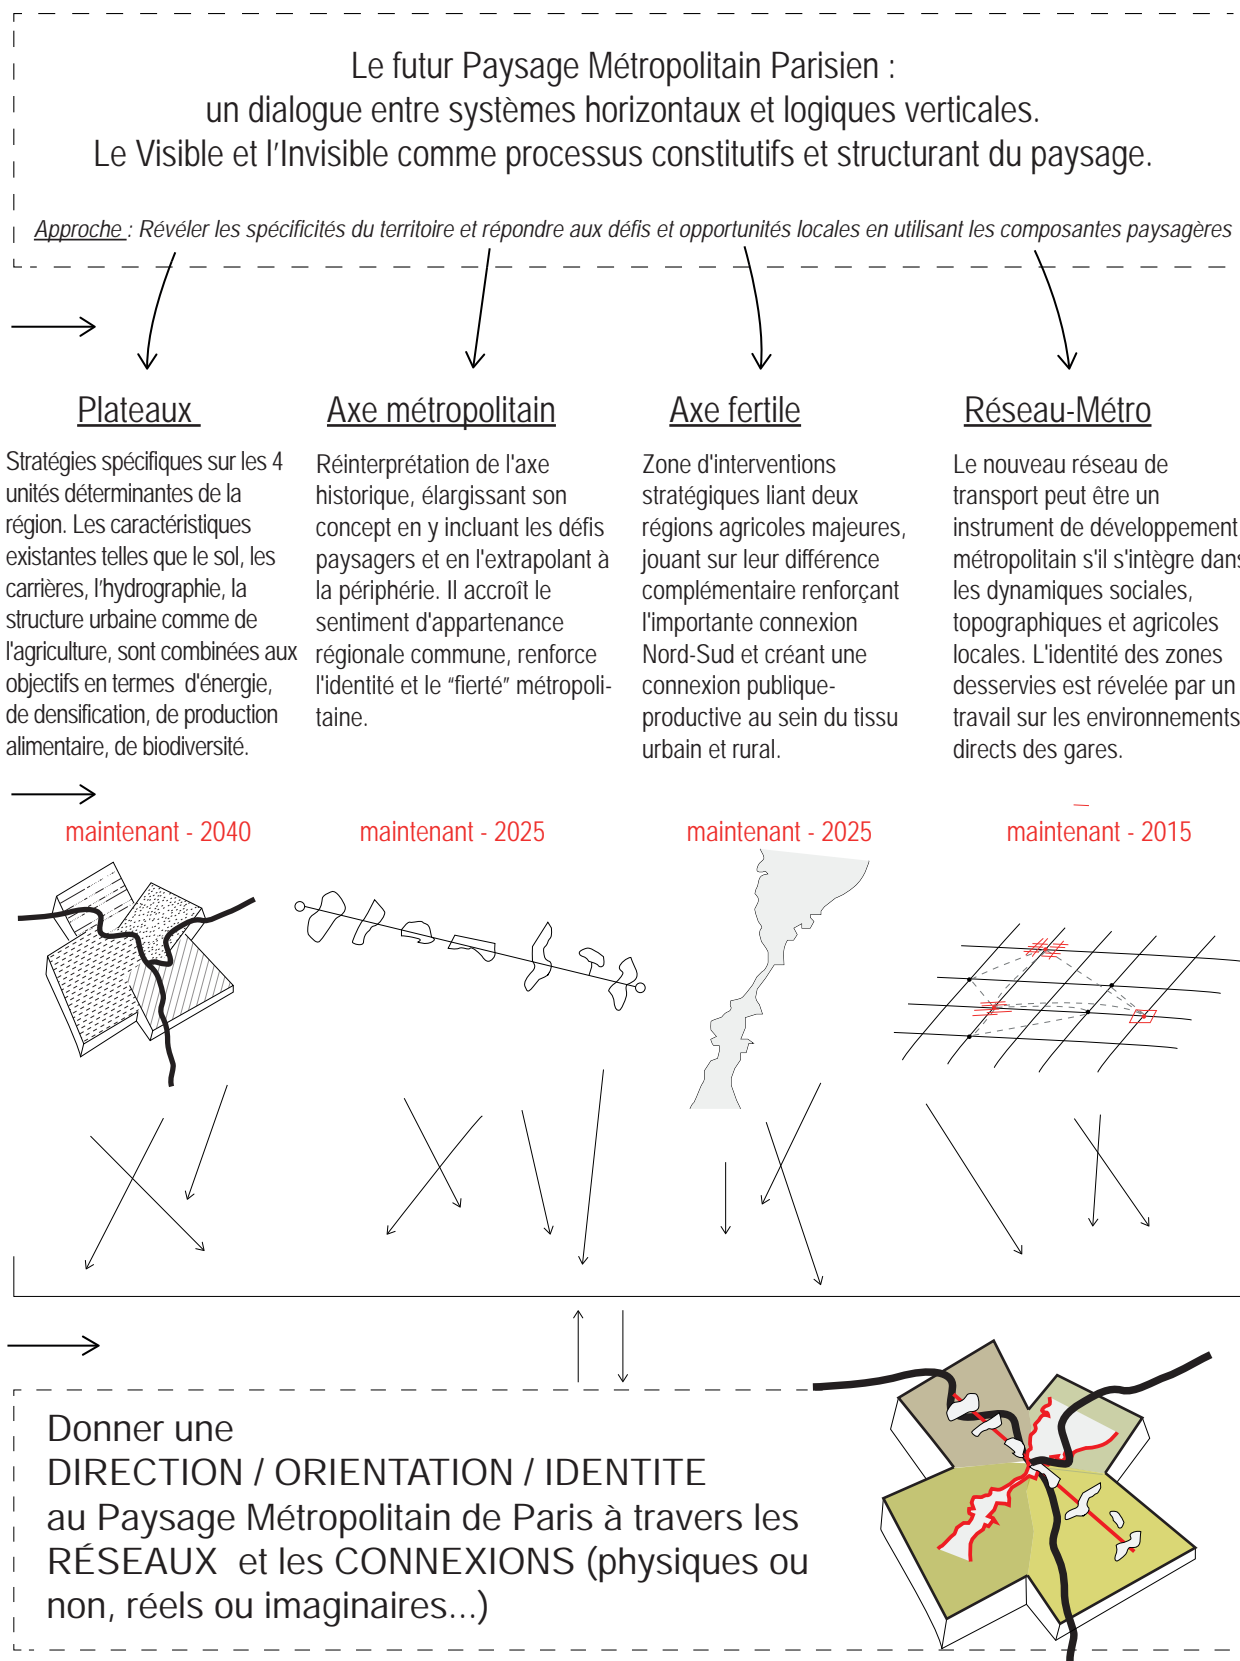 Le futur Paysage Métropolitain Parisien :
un dialogue entre systèmes horizontaux et logiques verticales.
Le Visible et l'Invisible comme processus constitutifs et structurant du paysage.
Approche : Révéler les spécificités du territoire et répondre aux défis et opportunités locales en utilisant les composantes paysagères
Plateaux
Stratégies spécifiques sur les 4
unités déterminantes de la
région. Les caractéristiques
existantes telles que le sol, les
carrières, l'hydrographie, la
structure urbaine comme de
l'agriculture, sont combinées aux
objectifs en termes d'énergie,
de densification, de production
alimentaire, de biodiversité.
Axe métropolitain
Réinterprétation de l'axe
historique, élargissant son
concept en y incluant les défis
paysagers et en l'extrapolant à
la périphérie. Il accroît le
sentiment d'appartenance
régionale commune, renforce
l'identité et le "fierté" métropoli-
taine.
Axe fertile
Zone d'interventions
stratégiques liant deux
régions agricoles majeures,
jouant sur leur différence
complémentaire renforçant
l'importante connexion
Nord-Sud et créant une
connexion publique-
productive au sein du tissu
urbain et rural.
Réseau-Métro
Le nouveau réseau de
transport peut être un
instrument de développement
métropolitain s'il s'intègre dans
les dynamiques sociales,
topographiques et agricoles
locales. L'identité des zones
desservies est révelée par un
travail sur les environnements
directs des gares.
maintenant - 2040
maintenant - 2025
maintenant - 2025
maintenant - 2015
Donner une
DIRECTION / ORIENTATION / IDENTITE
au Paysage Métropolitain de Paris à travers les
RÉSEAUX et les CONNEXIONS (physiques ou
non, réels ou imaginaires...)